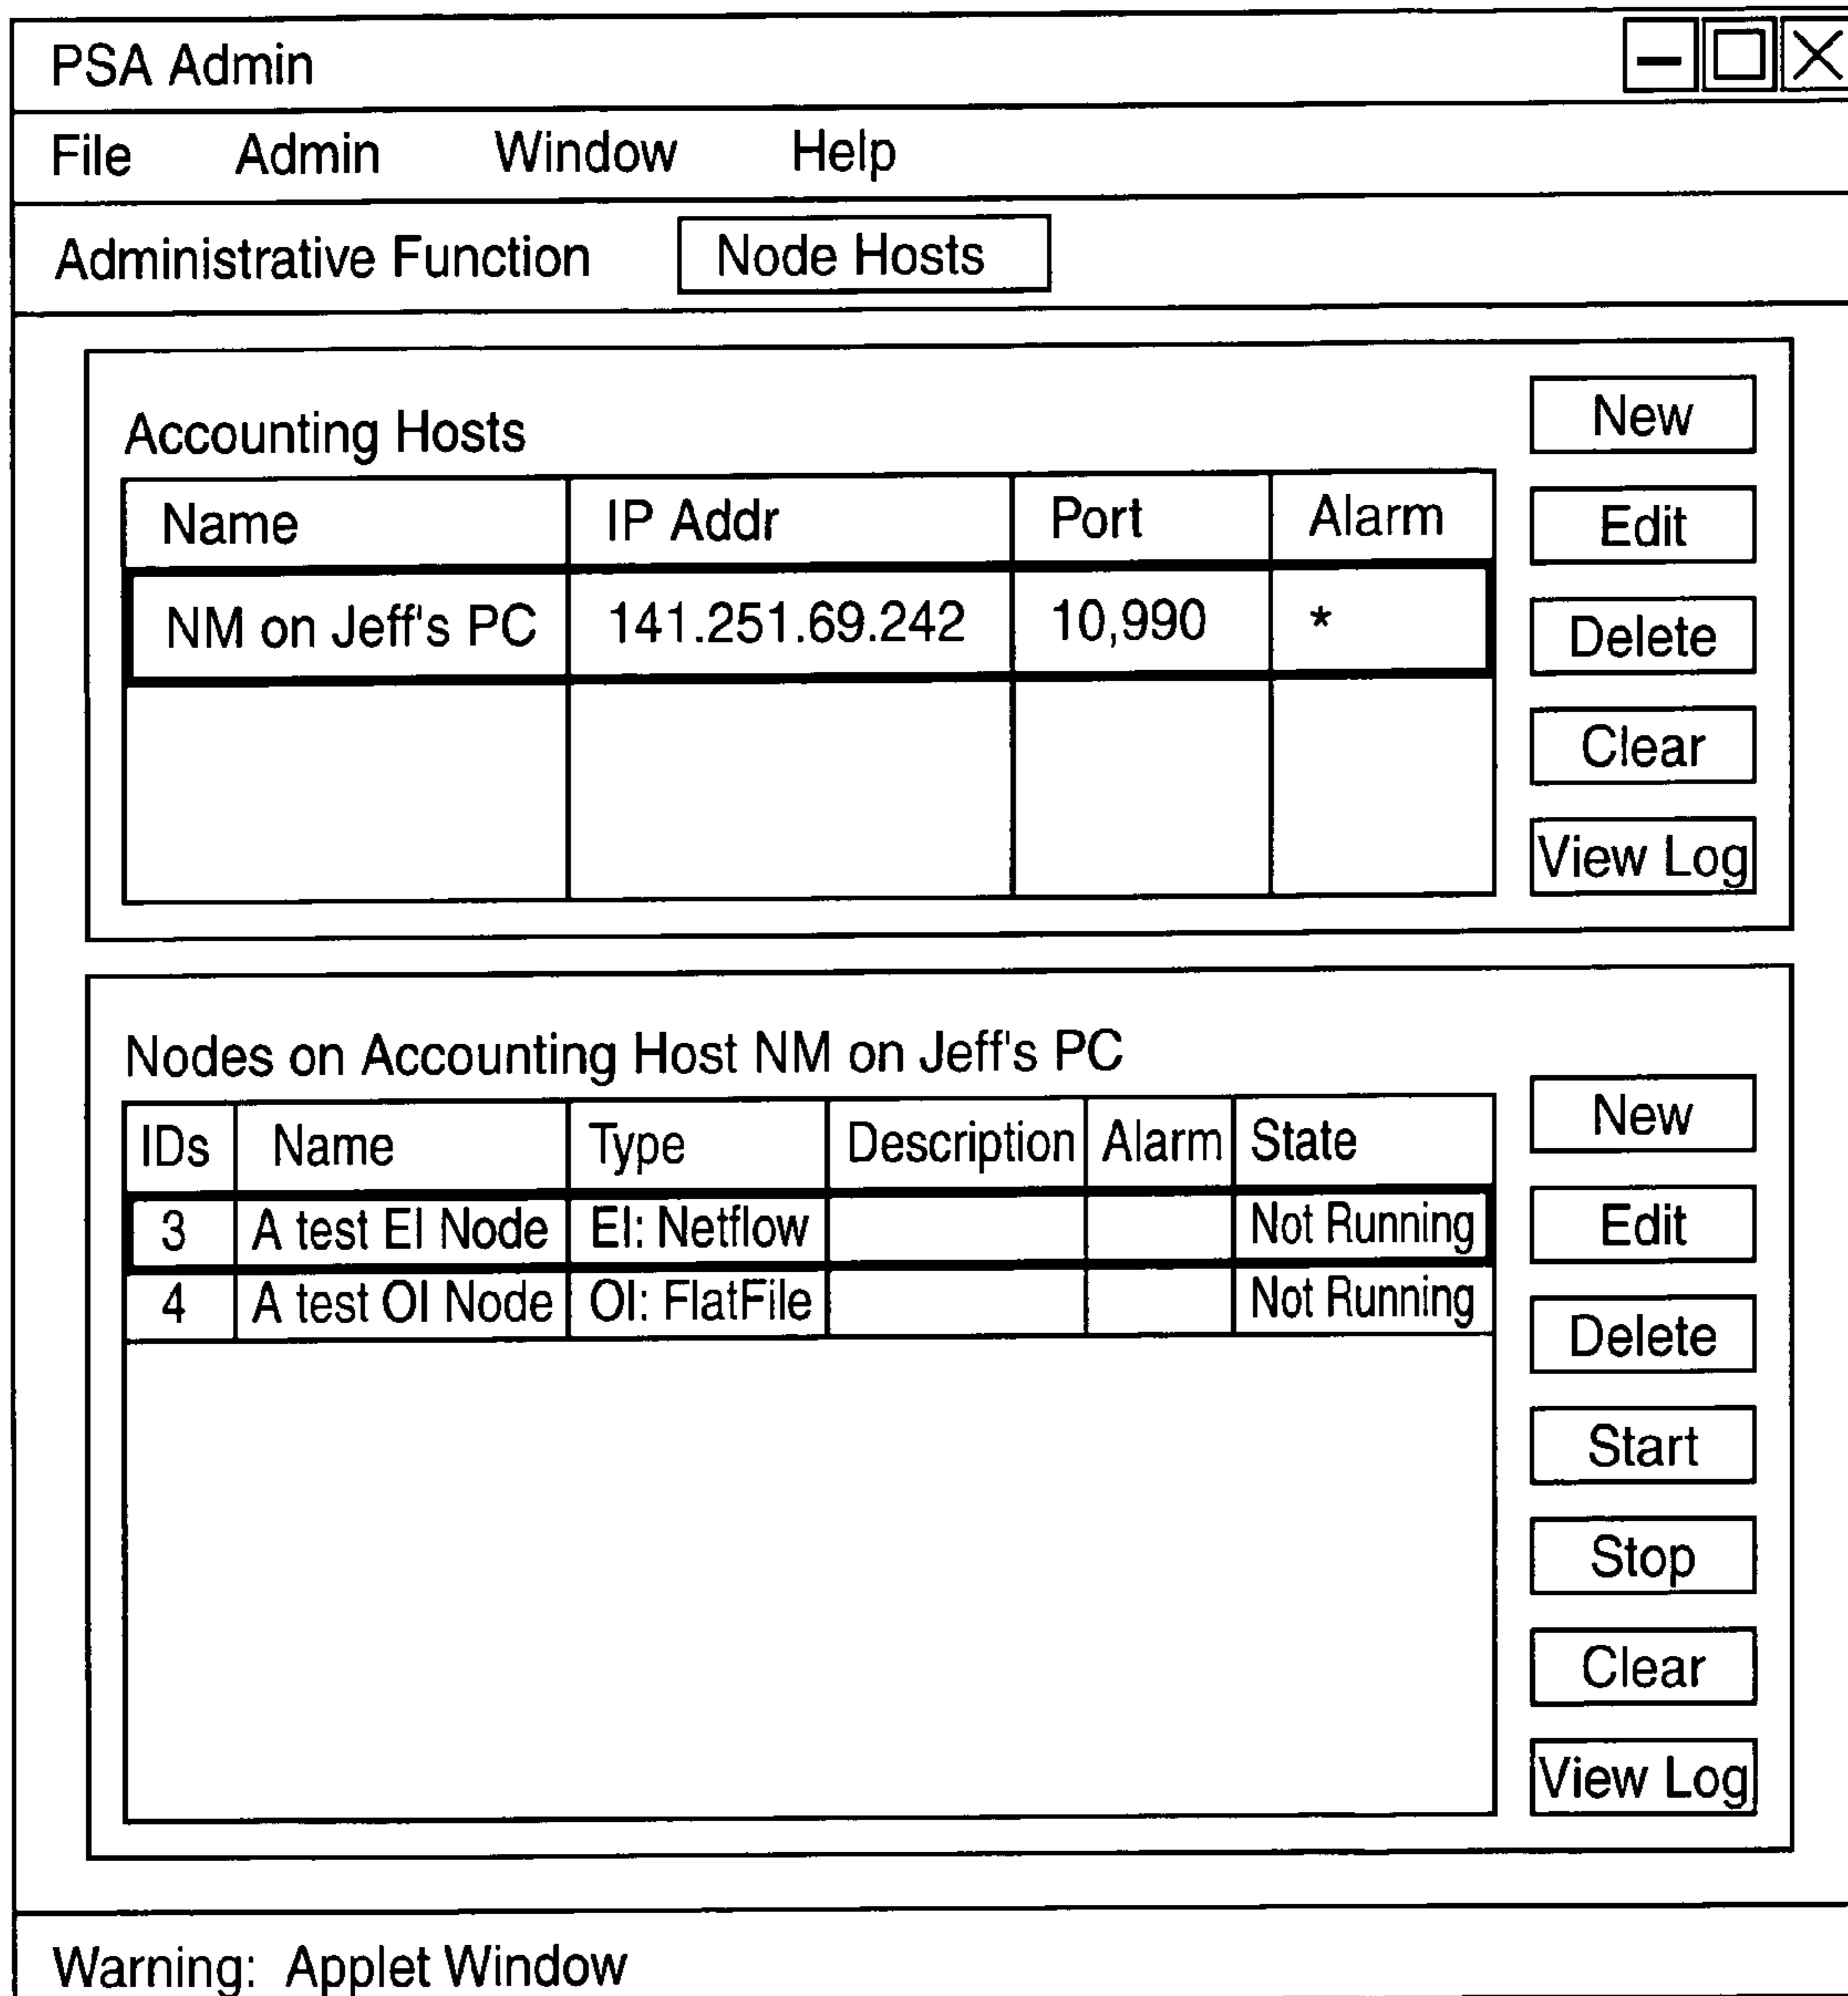 PSA Admin
File Admin Window Help
Administrative Function Node Hosts
Accounting Hosts
New
Name IP Addr Port Alarm
Edit
NM on Jeff's PC 141.251.69.242 10,990 *
Delete
Clear
View Log
Nodes on Accounting Host NM on Jeff's PC
New
IDs Name Type Description Alarm State
3 A test EI Node EI: Netflow Not Running
Edit
4 A test OI Node OI: FlatFile Not Running
Delete
Start
Stop
Clear
View Log
Warning: Applet Window